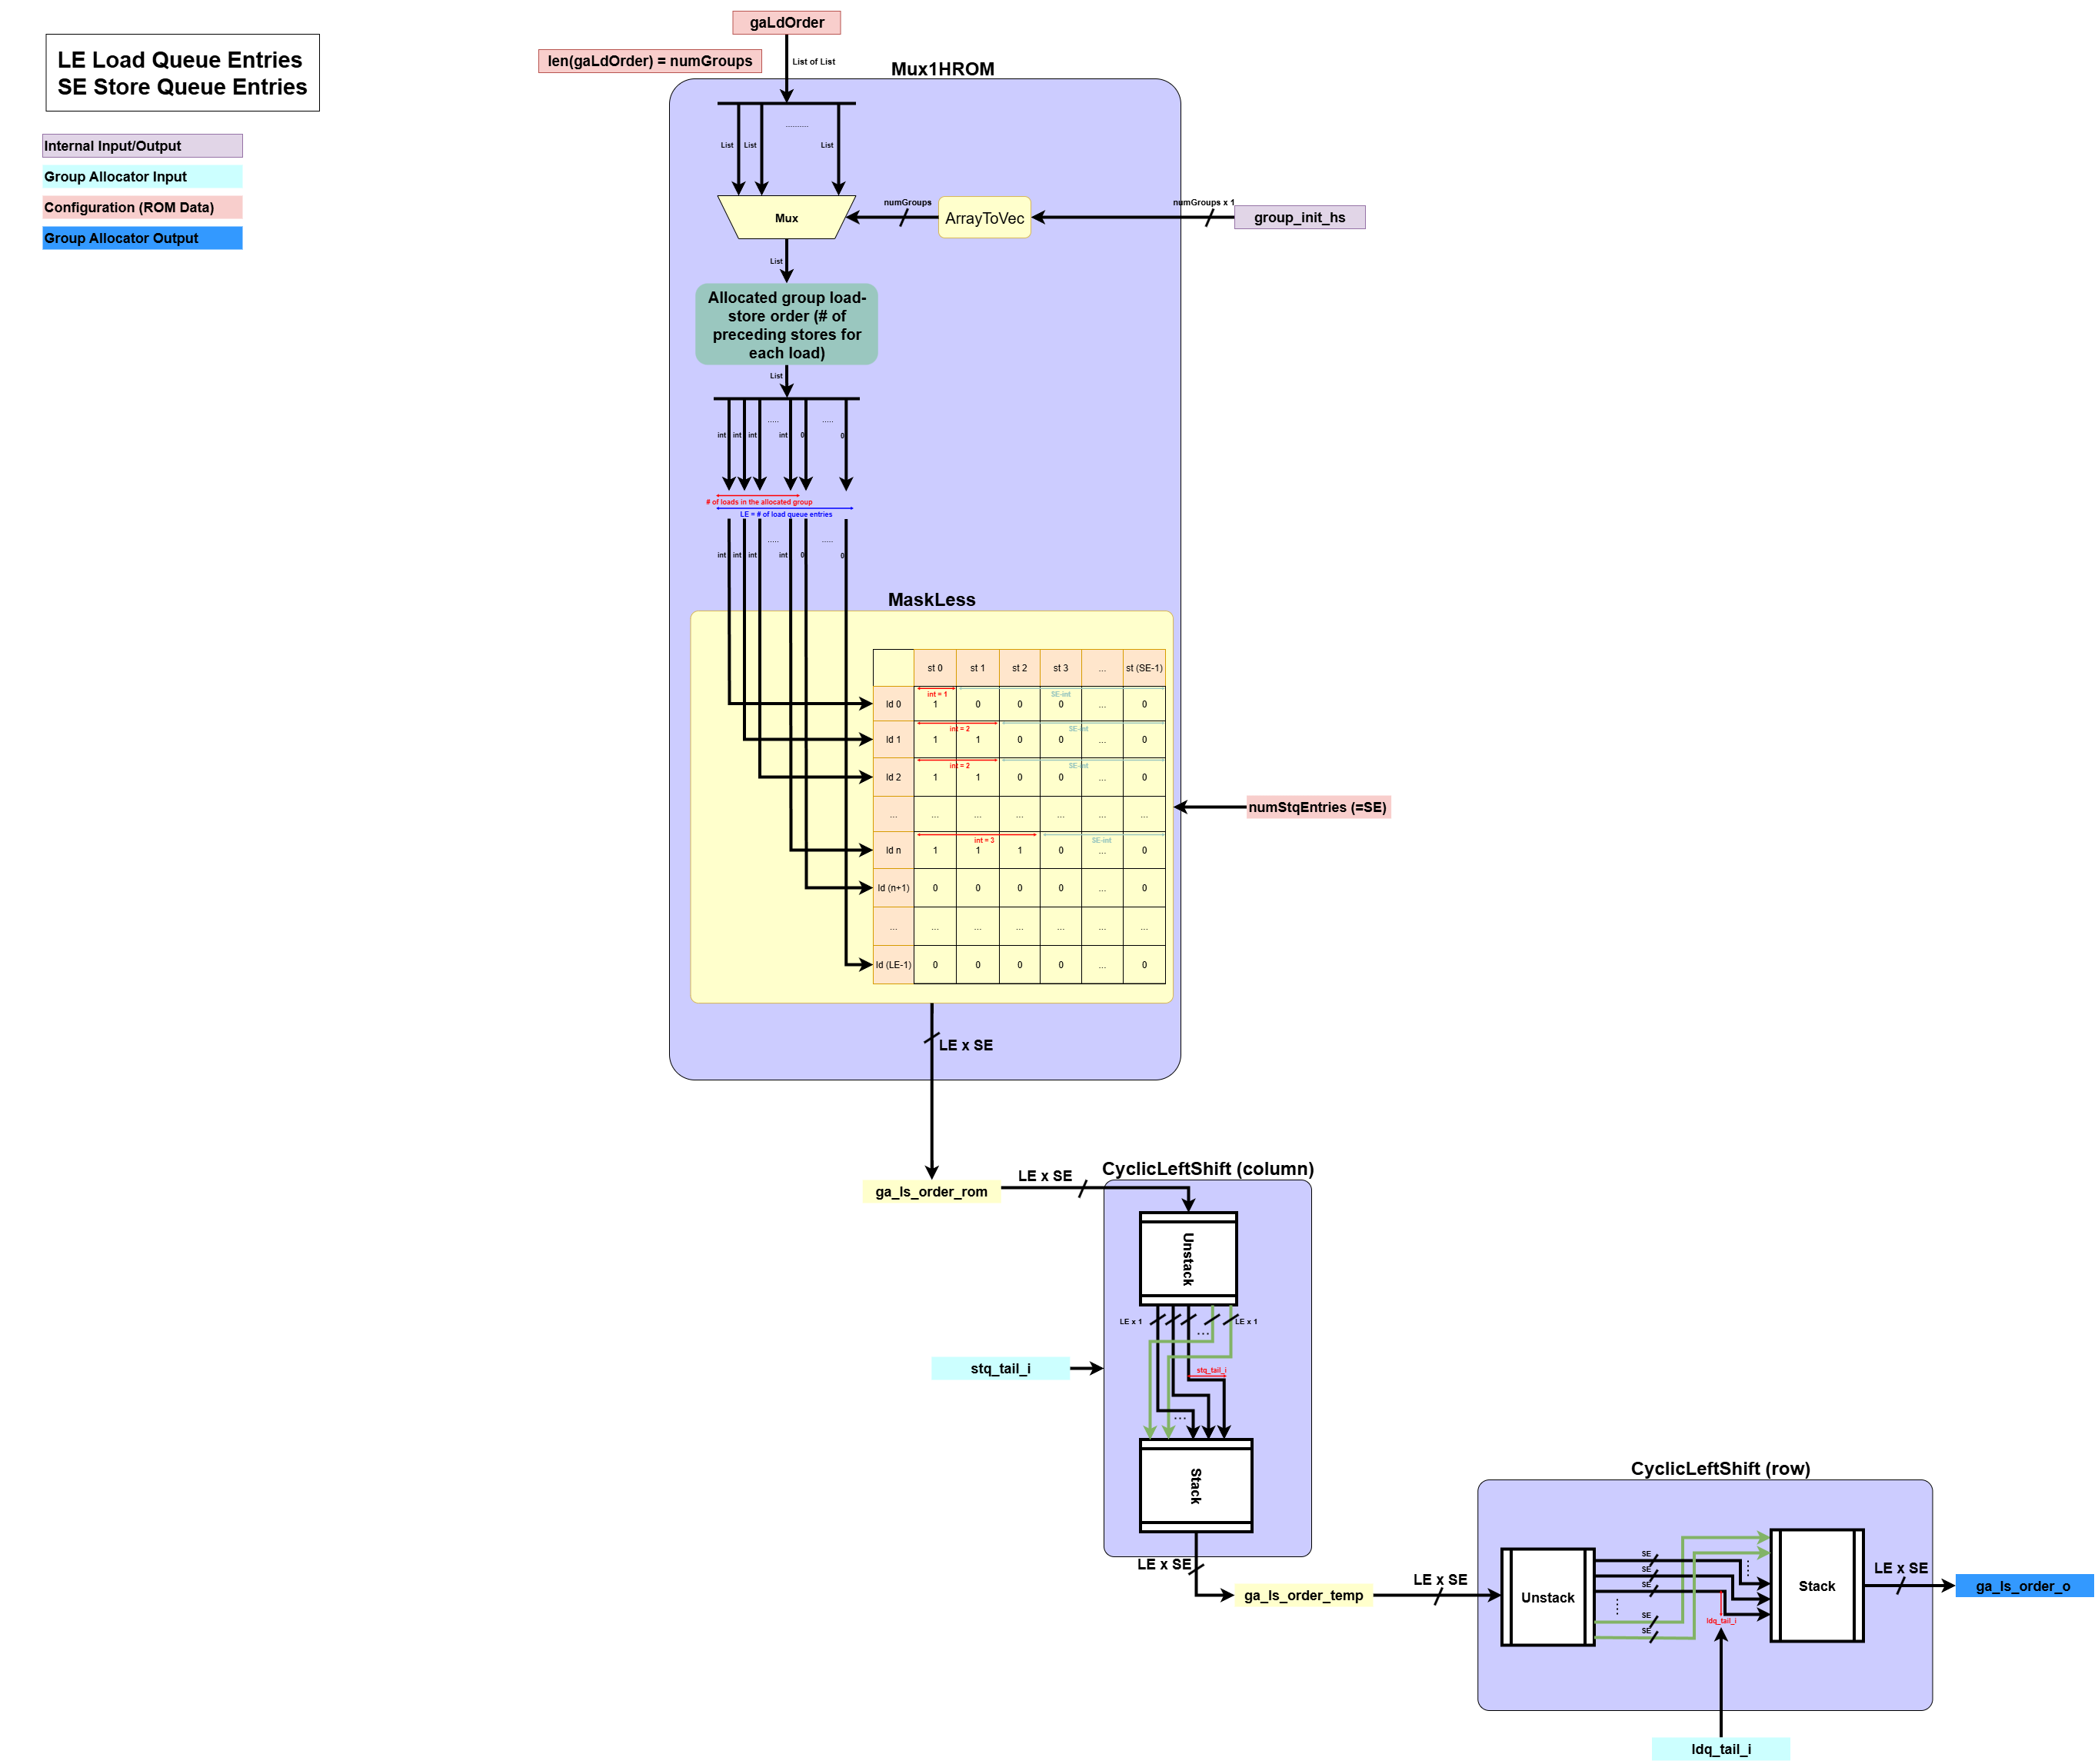 gaLdOrder
LE Load Queue Entries
SE Store Queue Entries
len(gaLdOrder) = numGroups
List of List
Mux1HROM
Internal Input/Output
Group Allocator Input
Configuration (ROM Data)
Group Allocator Output
..........
List List List
Mux
numGroups
ArrayToVec
numGroups x 1
group_init_hs
List
Allocated group load-
store order (# of
preceding stores for
each load)
List
..... .....
int int int int 0 0
# of loads in the allocated group
LE = # of load queue entries
..... .....
int int int int 0 0
MaskLess
st 0 st 1 st 2 st 3 ... st (SE-1)
int = 1 SE-int
ld 0 1 0 0 0 ... 0
int = 2 SE-int
ld 1 1 1 0 0 ... 0
int = 2 SE-int
ld 2 1 1 0 0 ... 0
... ... ... ... ... ... ...
int = 3 SE-int
ld n 1 1 1 0 ... 0
ld (n+1) 0 0 0 0 ... 0
... ... ... ... ... ... ...
ld (LE-1) 0 0 0 0 ... 0
numStqEntries (=SE)
LE x SE
ga_ls_order_rom
LE x SE
CyclicLeftShift (column)
Unstack
LE x 1 LE x 1
...
stq_tail_i
stq_tail_i
...
Stack
LE x SE
ga_ls_order_temp
LE x SE
CyclicLeftShift (row)
Unstack
SE
SE
SE
.....
SE
SE
.....
ldq_tail_i
Stack
LE x SE
ga_ls_order_o
ldq_tail_i